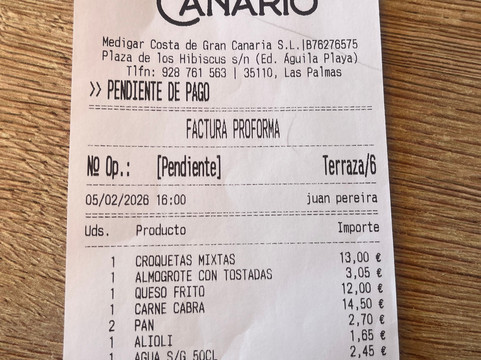 CANARIO
Medigar Costa de Gran Canaria S.L.|B76276575
Plaza de los Hibiscus s/n (Ed. Águila Playa)
Tlfn: 928 761 563 | 35110, Las Palmas
>> PENDIENTE DE PAGO
FACTURA PROFORMA
Nº Op.: [Pendiente] Terraza/6
05/02/2026 16:00 juan pereira
Uds. Producto Importe
1 CROQUETAS MIXTAS 13,00 €
1 ALMOGROTE CON TOSTADAS 3,05 €
1 QUESO FRITO 12,00 €
1 CARNE CABRA 14,50 €
2 PAN 2,70 €
1 ALIOLI 1,65 €
1 AGUA S/G 50CL 2,45 €